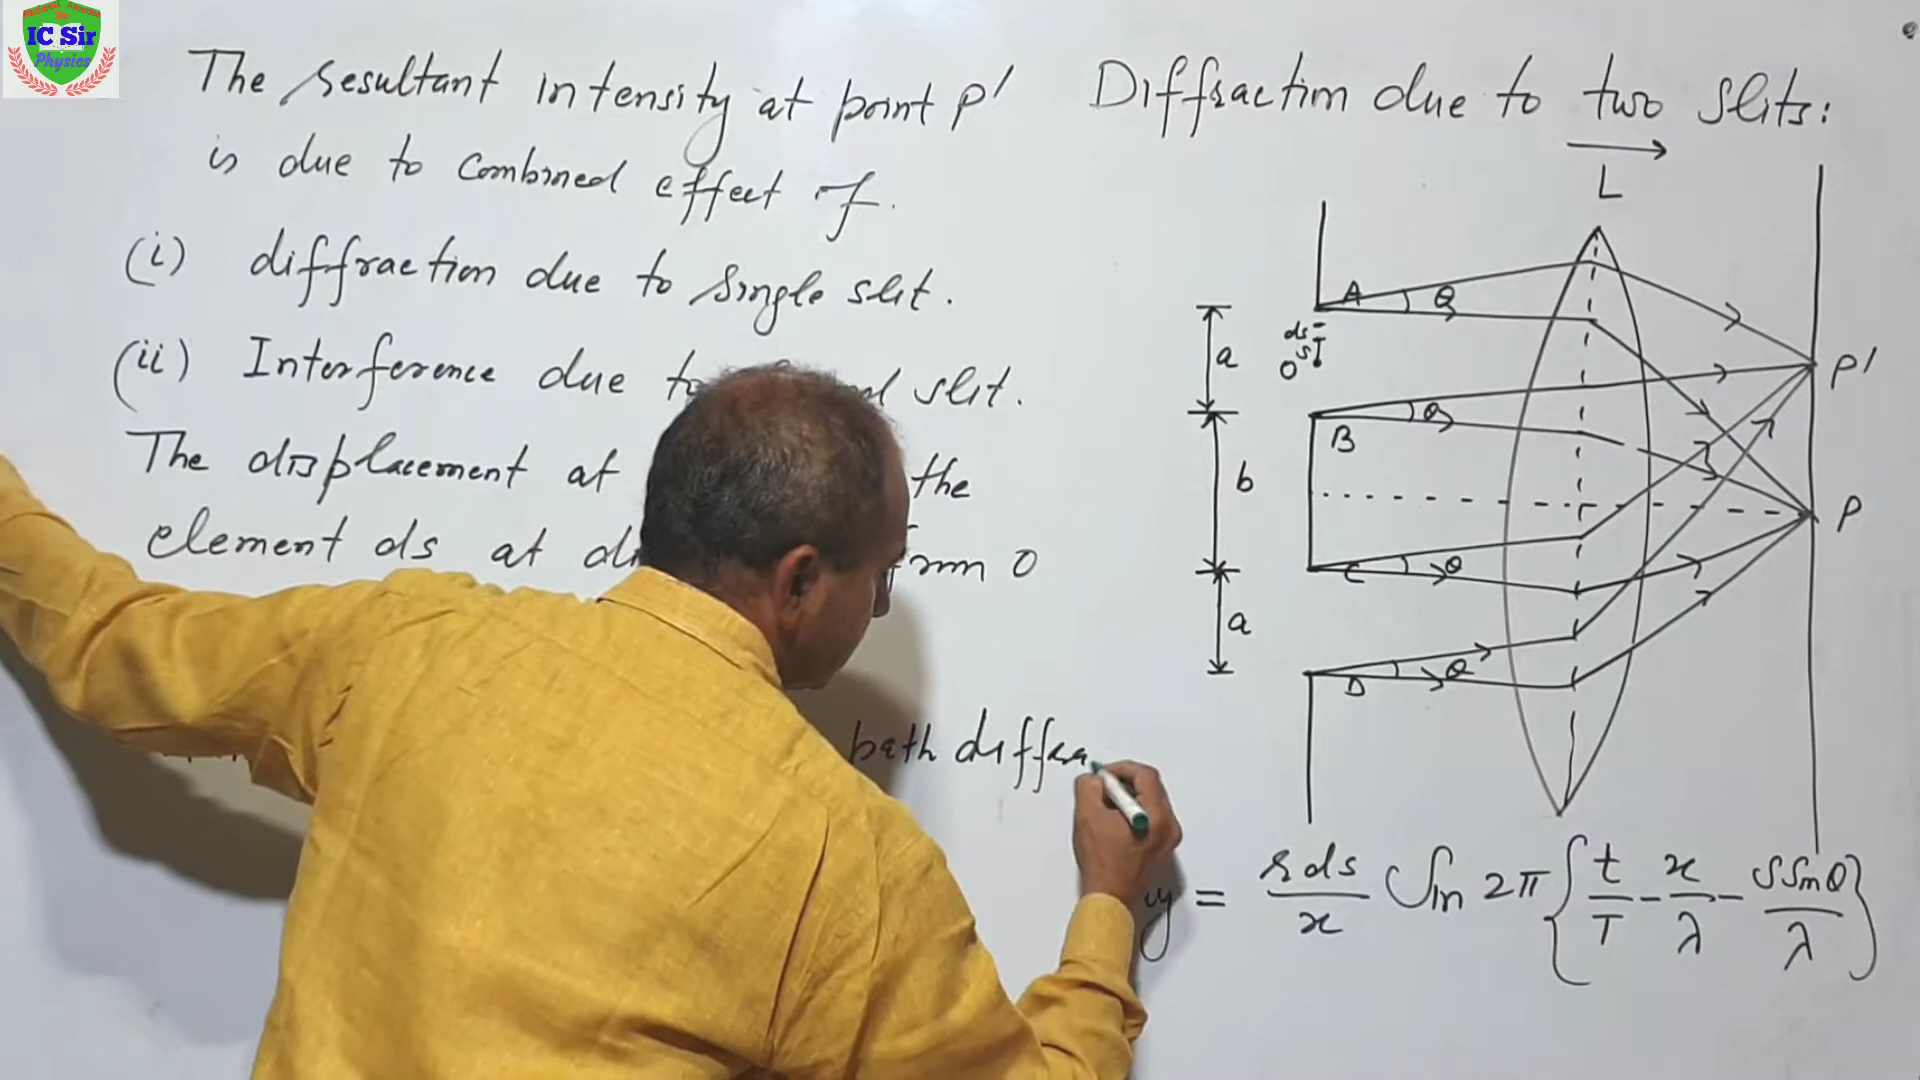 IC Sir
Physics
The resultant intensity at point P'
is due to combined effect of.
(i) diffraction due to single slit.
(ii) Interference due to slit.
The displacement at the
element ds at from O
path diffra
Diffraction due to two slits:
L
A θ
ds
s
O
a
P'
B θ
b
P
C θ
a
D θ
y = r ds / x Sin 2π { t/T - x/λ - s Sin θ/λ }